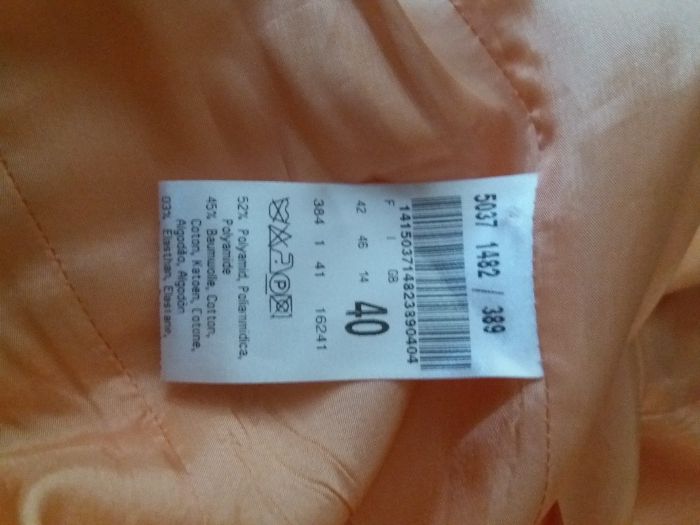 5037 1482 / 389
141503714823890404
F I GB
42 46 14 40
384 1 41 16241
P
52% Polyamid, Poliammidica,
Polyamide
45% Baumwolle, Cotton,
Coton, Katoen, Cotone,
Algodão, Algodón
03% Elasthan, Elastane,